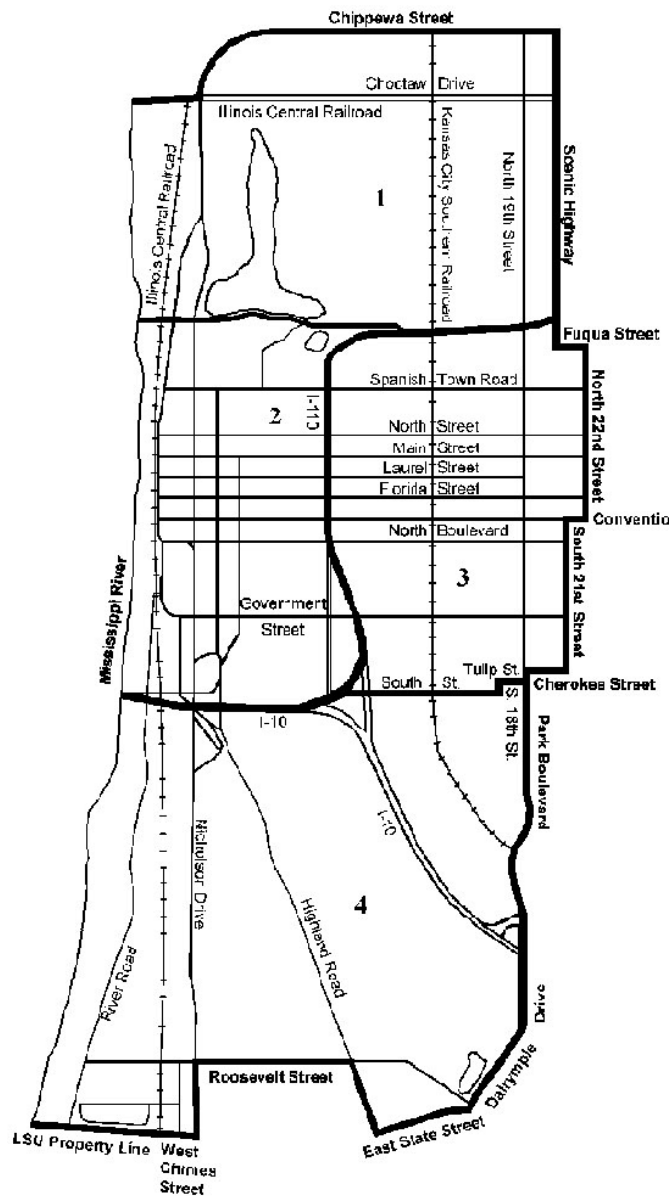 Chippewa Street
Choctaw Drive
Illinois Central Railroad
Illinois Central Railroad
1
Kansas City Southern Railroad
North 19th Street
Scenic Highway
Fuqua Street
Spanish Town Road
I-110
2
North Street
Main Street
Laurel Street
Florida Street
North 22nd Street
Conventio
North Boulevard
3
South 21st Street
Mississippi River
Government
Street
Tulip St.
South St.
Cherokee Street
S. 18th St.
I-10
Park Boulevard
I-10
Nicholson Drive
4
Highland Road
River Road
Drive
Roosevelt Street
Dalrymple
East State Street
LSU Property Line
West
Chimes
Street